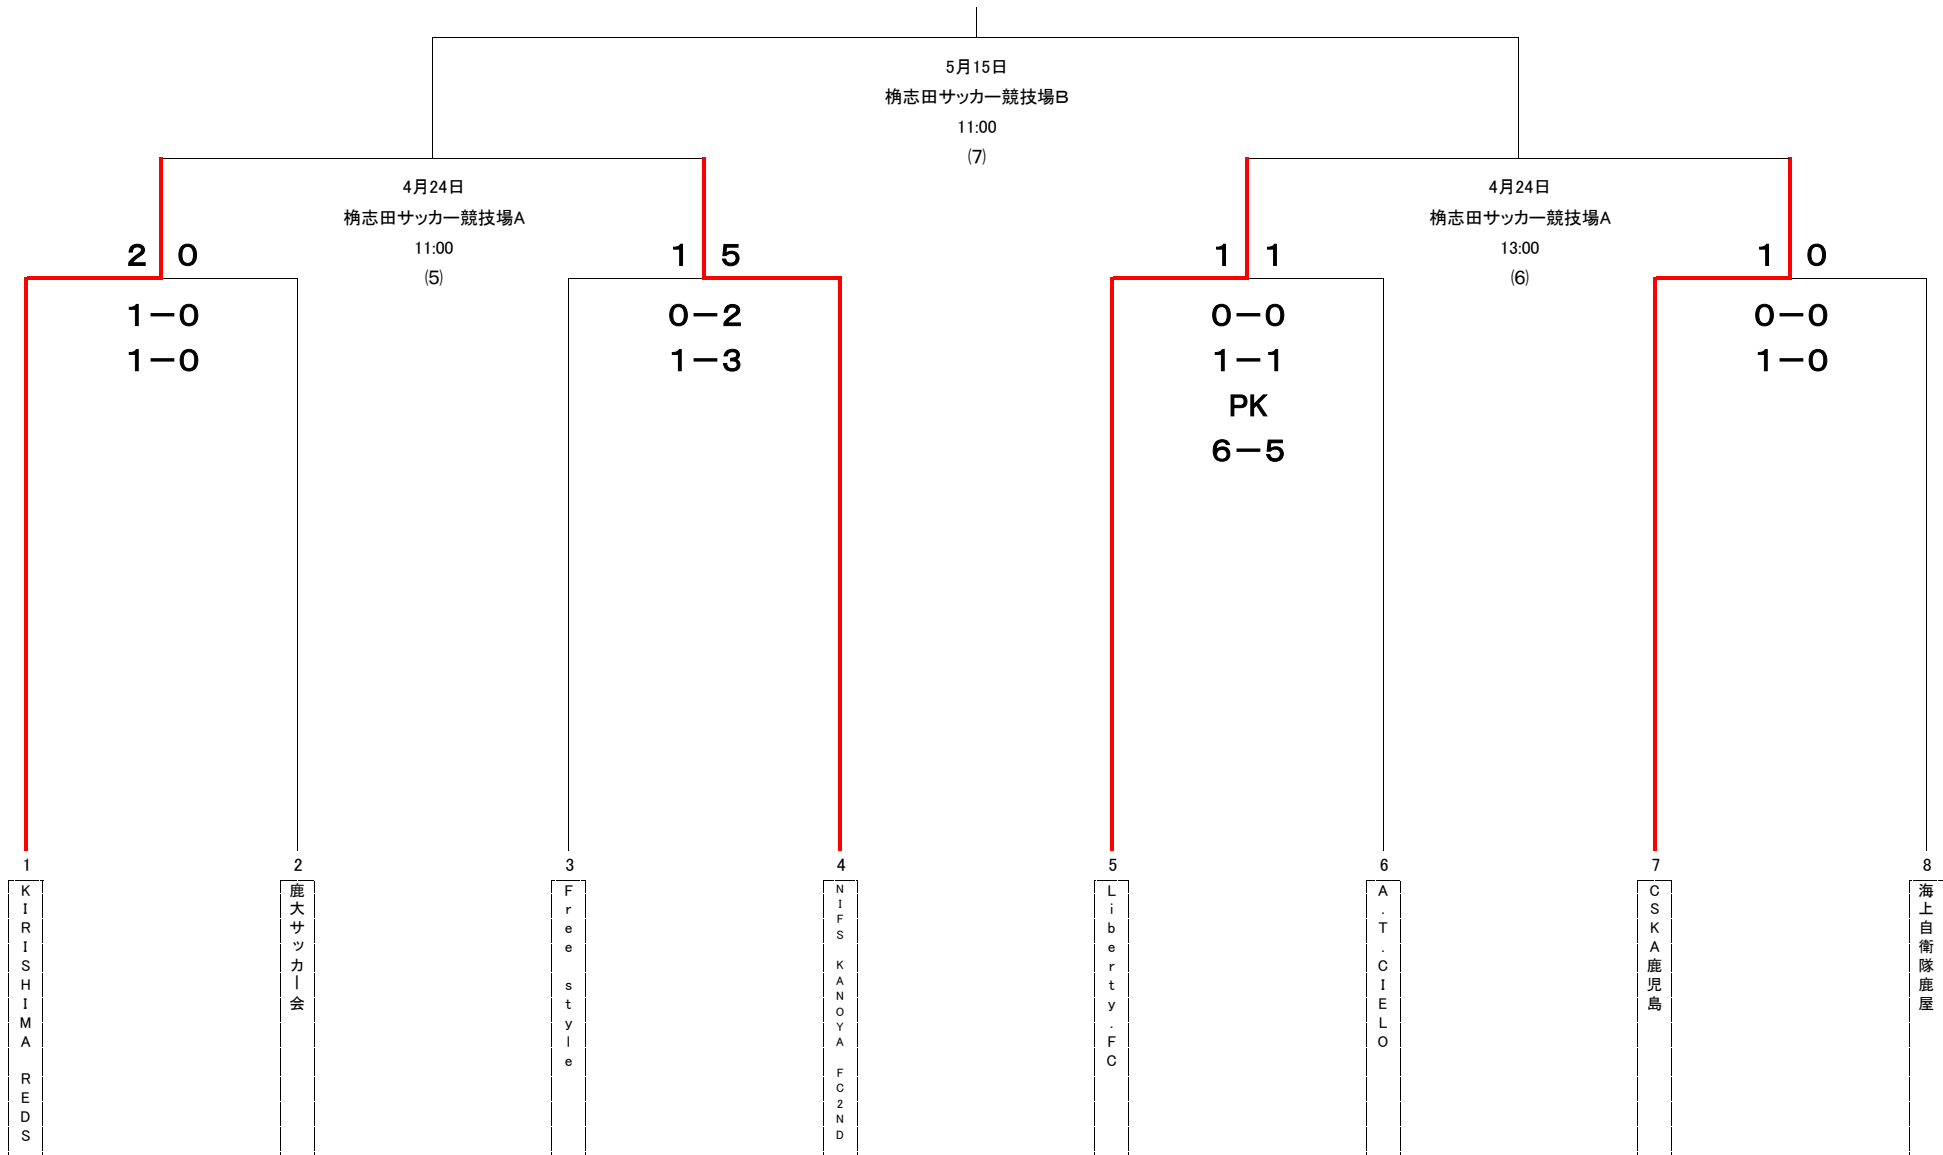 5月15日
桷志田サッカー競技場B
11:00
(7)
4月24日
桷志田サッカー競技場A
11:00
(5)
4月24日
桷志田サッカー競技場A
13:00
(6)
2 0
1－0
1－0
1 5
0－2
1－3
1 1
0－0
1－1
PK
6－5
1 0
0－0
1－0
1
KIRISHIMA REDS
2
鹿大サッカー会
3
Free style
4
NIFS KANOYA FC2ND
5
Liberty.FC
6
A.T.CIELO
7
CSKA鹿児島
8
海上自衛隊鹿屋